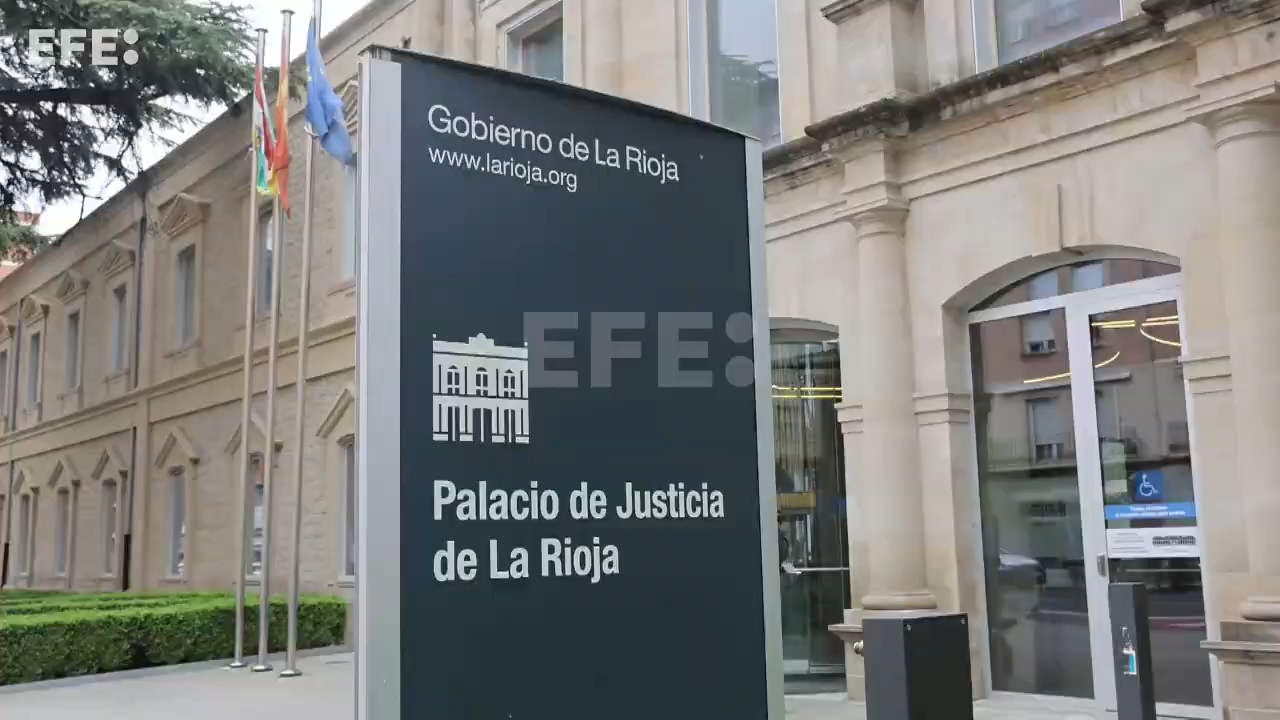 EFE:
Gobierno de La Rioja
www.larioja.org
EFE:
Palacio de Justicia
de La Rioja